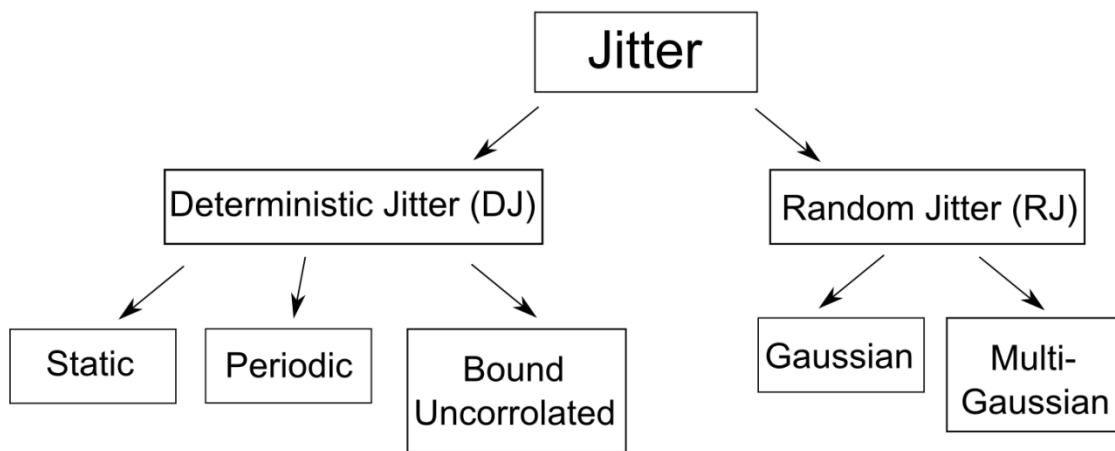 Jitter
Deterministic Jitter (DJ)
Random Jitter (RJ)
Static
Periodic
Bound
Uncorrolated
Gaussian
Multi-
Gaussian